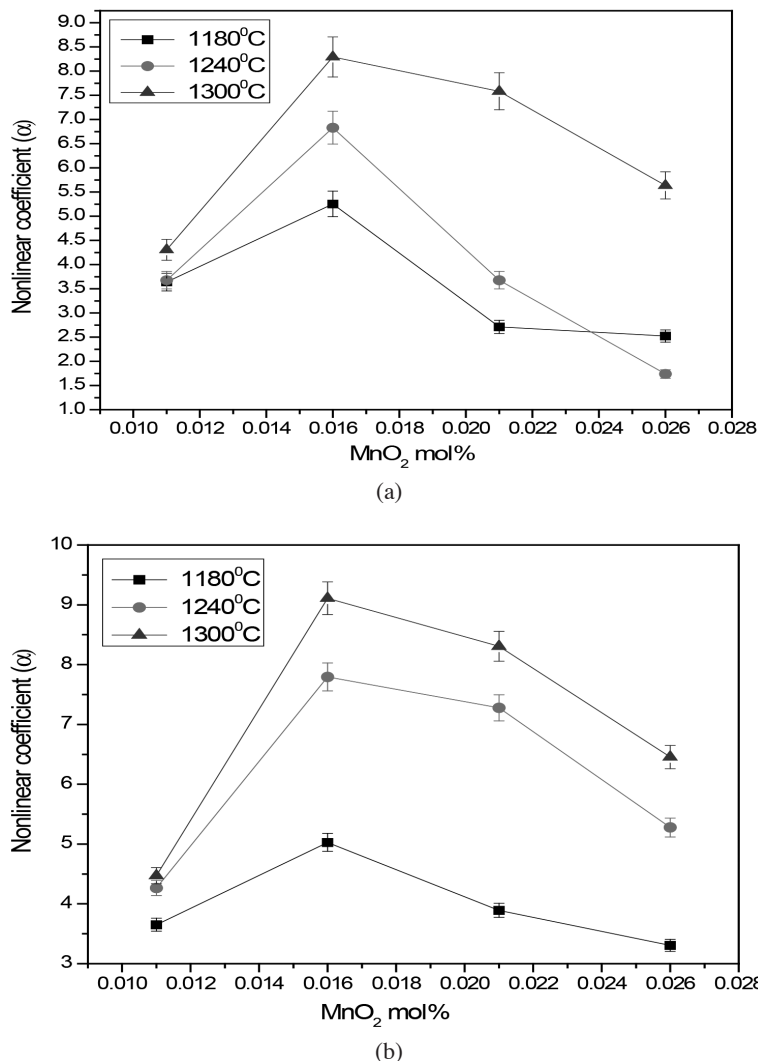 9.0
8.5
8.0
7.5
7.0
6.5
6.0
5.5
5.0
4.5
4.0
3.5
3.0
2.5
2.0
1.5
1.0
Nonlinear coefficient (α)
1180⁰C
1240⁰C
1300⁰C
0.010 0.012 0.014 0.016 0.018 0.020 0.022 0.024 0.026 0.028
MnO₂ mol%
(a)
10
9
8
7
6
5
4
3
Nonlinear coefficient (α)
1180⁰C
1240⁰C
1300⁰C
0.010 0.012 0.014 0.016 0.018 0.020 0.022 0.024 0.026 0.028
MnO₂ mol%
(b)